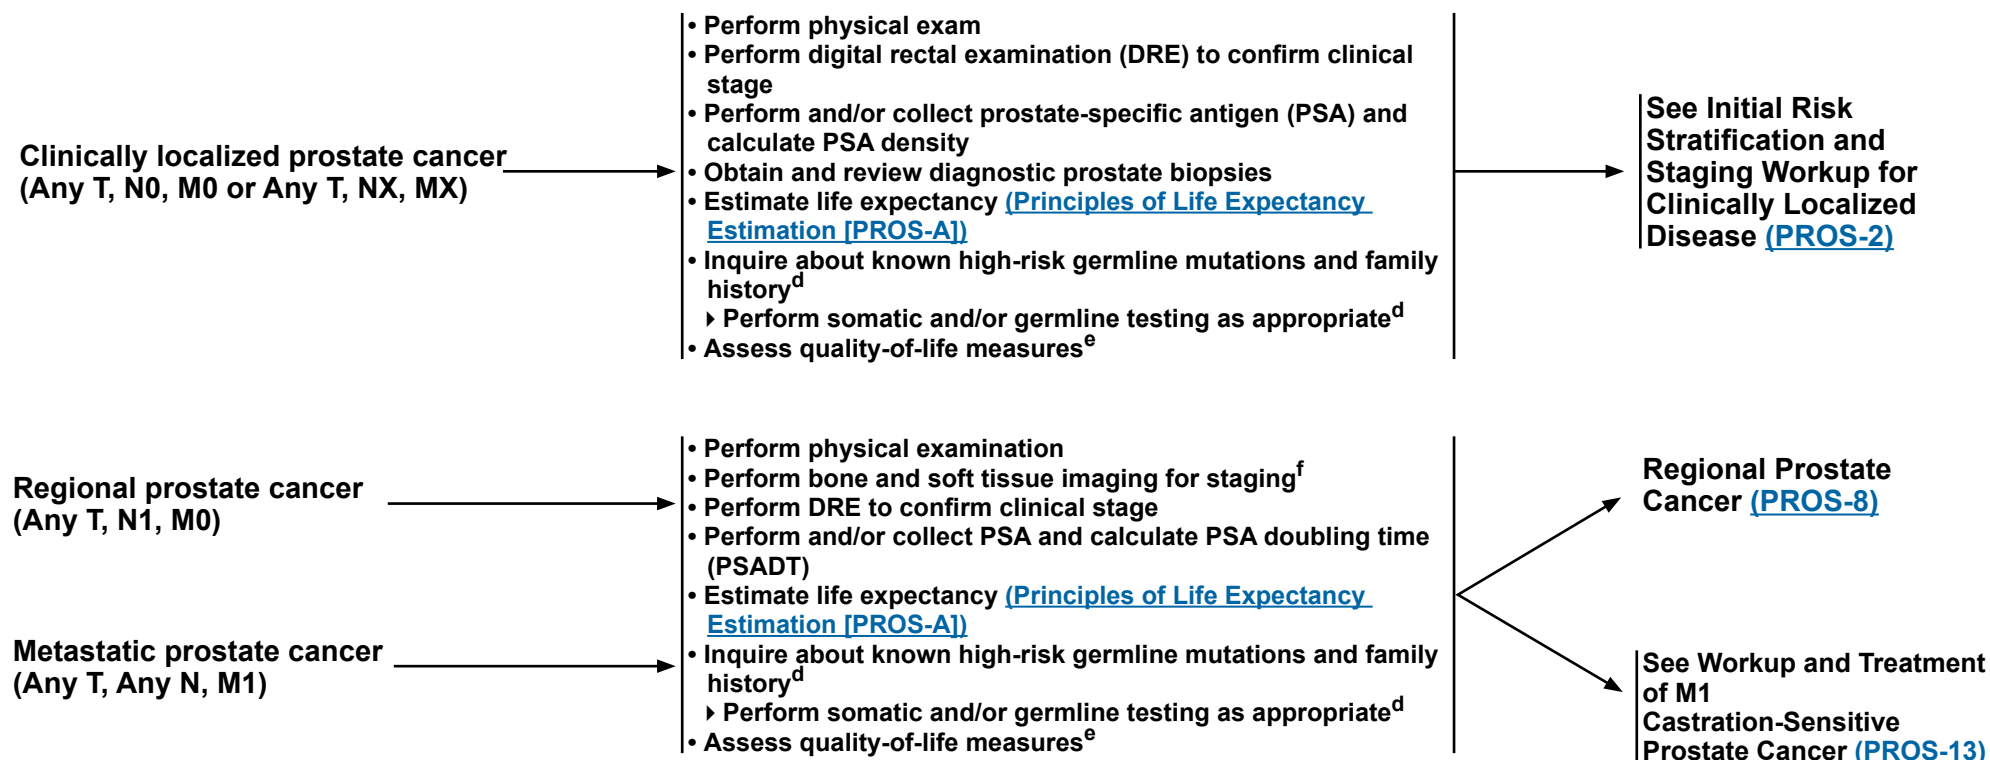 Clinically localized prostate cancer
(Any T, N0, M0 or Any T, NX, MX)
• Perform physical exam
• Perform digital rectal examination (DRE) to confirm clinical
stage
• Perform and/or collect prostate-specific antigen (PSA) and
calculate PSA density
• Obtain and review diagnostic prostate biopsies
• Estimate life expectancy (Principles of Life Expectancy
Estimation [PROS-A])
• Inquire about known high-risk germline mutations and family
historyd
▸ Perform somatic and/or germline testing as appropriated
• Assess quality-of-life measurese
See Initial Risk
Stratification and
Staging Workup for
Clinically Localized
Disease (PROS-2)
Regional prostate cancer
(Any T, N1, M0)
Metastatic prostate cancer
(Any T, Any N, M1)
• Perform physical examination
• Perform bone and soft tissue imaging for stagingf
• Perform DRE to confirm clinical stage
• Perform and/or collect PSA and calculate PSA doubling time
(PSADT)
• Estimate life expectancy (Principles of Life Expectancy
Estimation [PROS-A])
• Inquire about known high-risk germline mutations and family
historyd
▸ Perform somatic and/or germline testing as appropriated
• Assess quality-of-life measurese
Regional Prostate
Cancer (PROS-8)
See Workup and Treatment
of M1
Castration-Sensitive
Prostate Cancer (PROS-13)